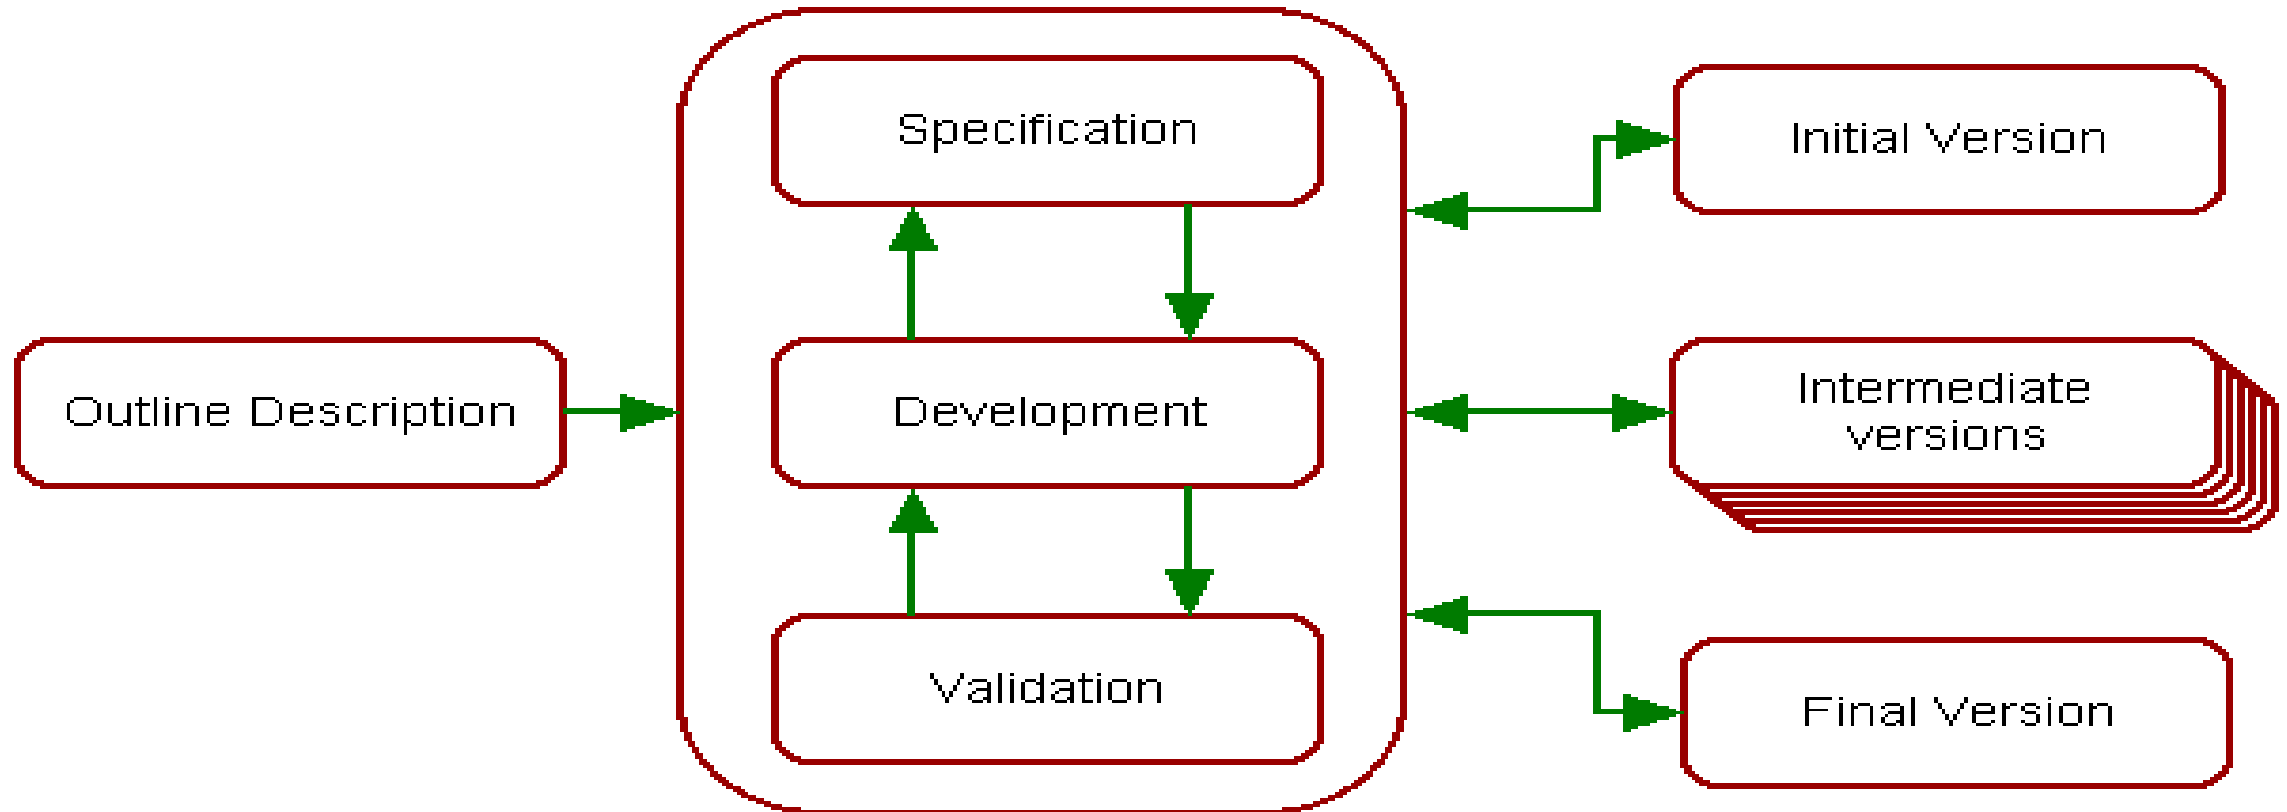 Outline Description
Specification
Development
Validation
Initial Version
Intermediate
versions
Final Version